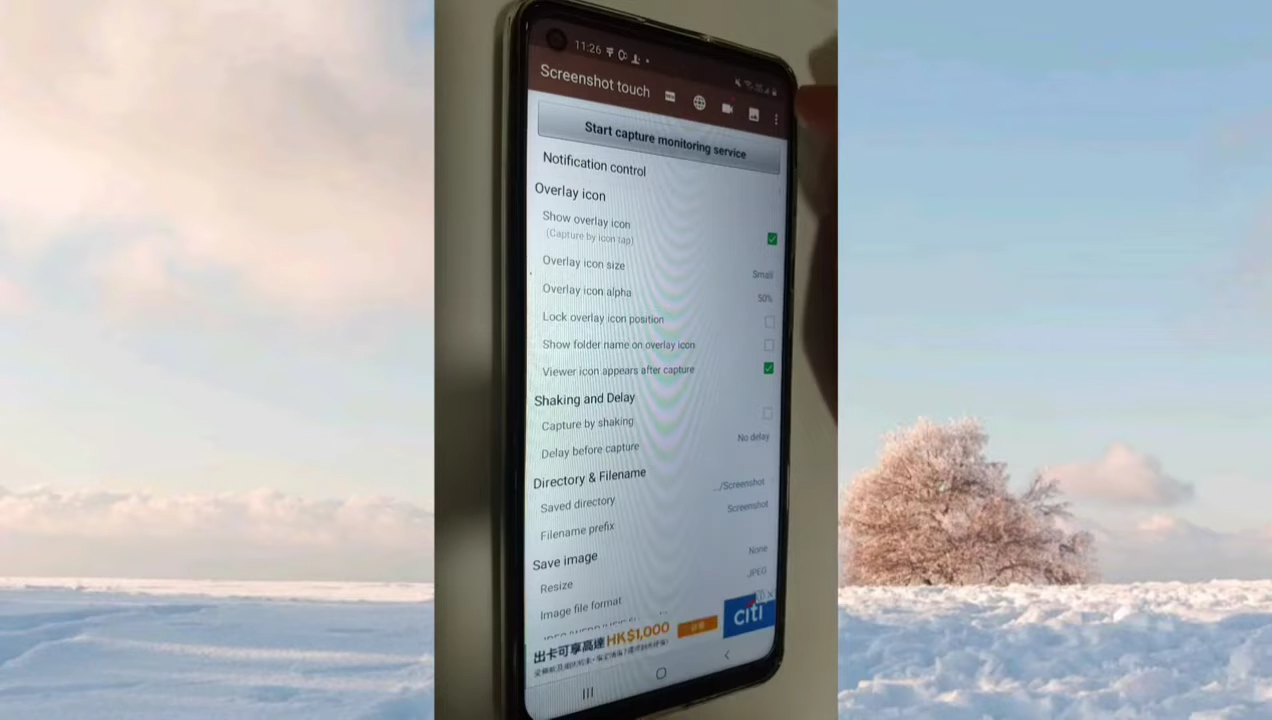 11:26
Screenshot touch
Start capture monitoring service
Notification control
Overlay icon
Show overlay icon
(Capture by icon tap)
Overlay icon size
Small
Overlay icon alpha
50%
Lock overlay icon position
Show folder name on overlay icon
Viewer icon appears after capture
Shaking and Delay
Capture by shaking
Delay before capture
No delay
Directory & Filename
Saved directory
.../Screenshot
Filename prefix
Screenshot
Save image
Resize
None
Image file format
JPEG
出卡可享高達HK$1,000
citi